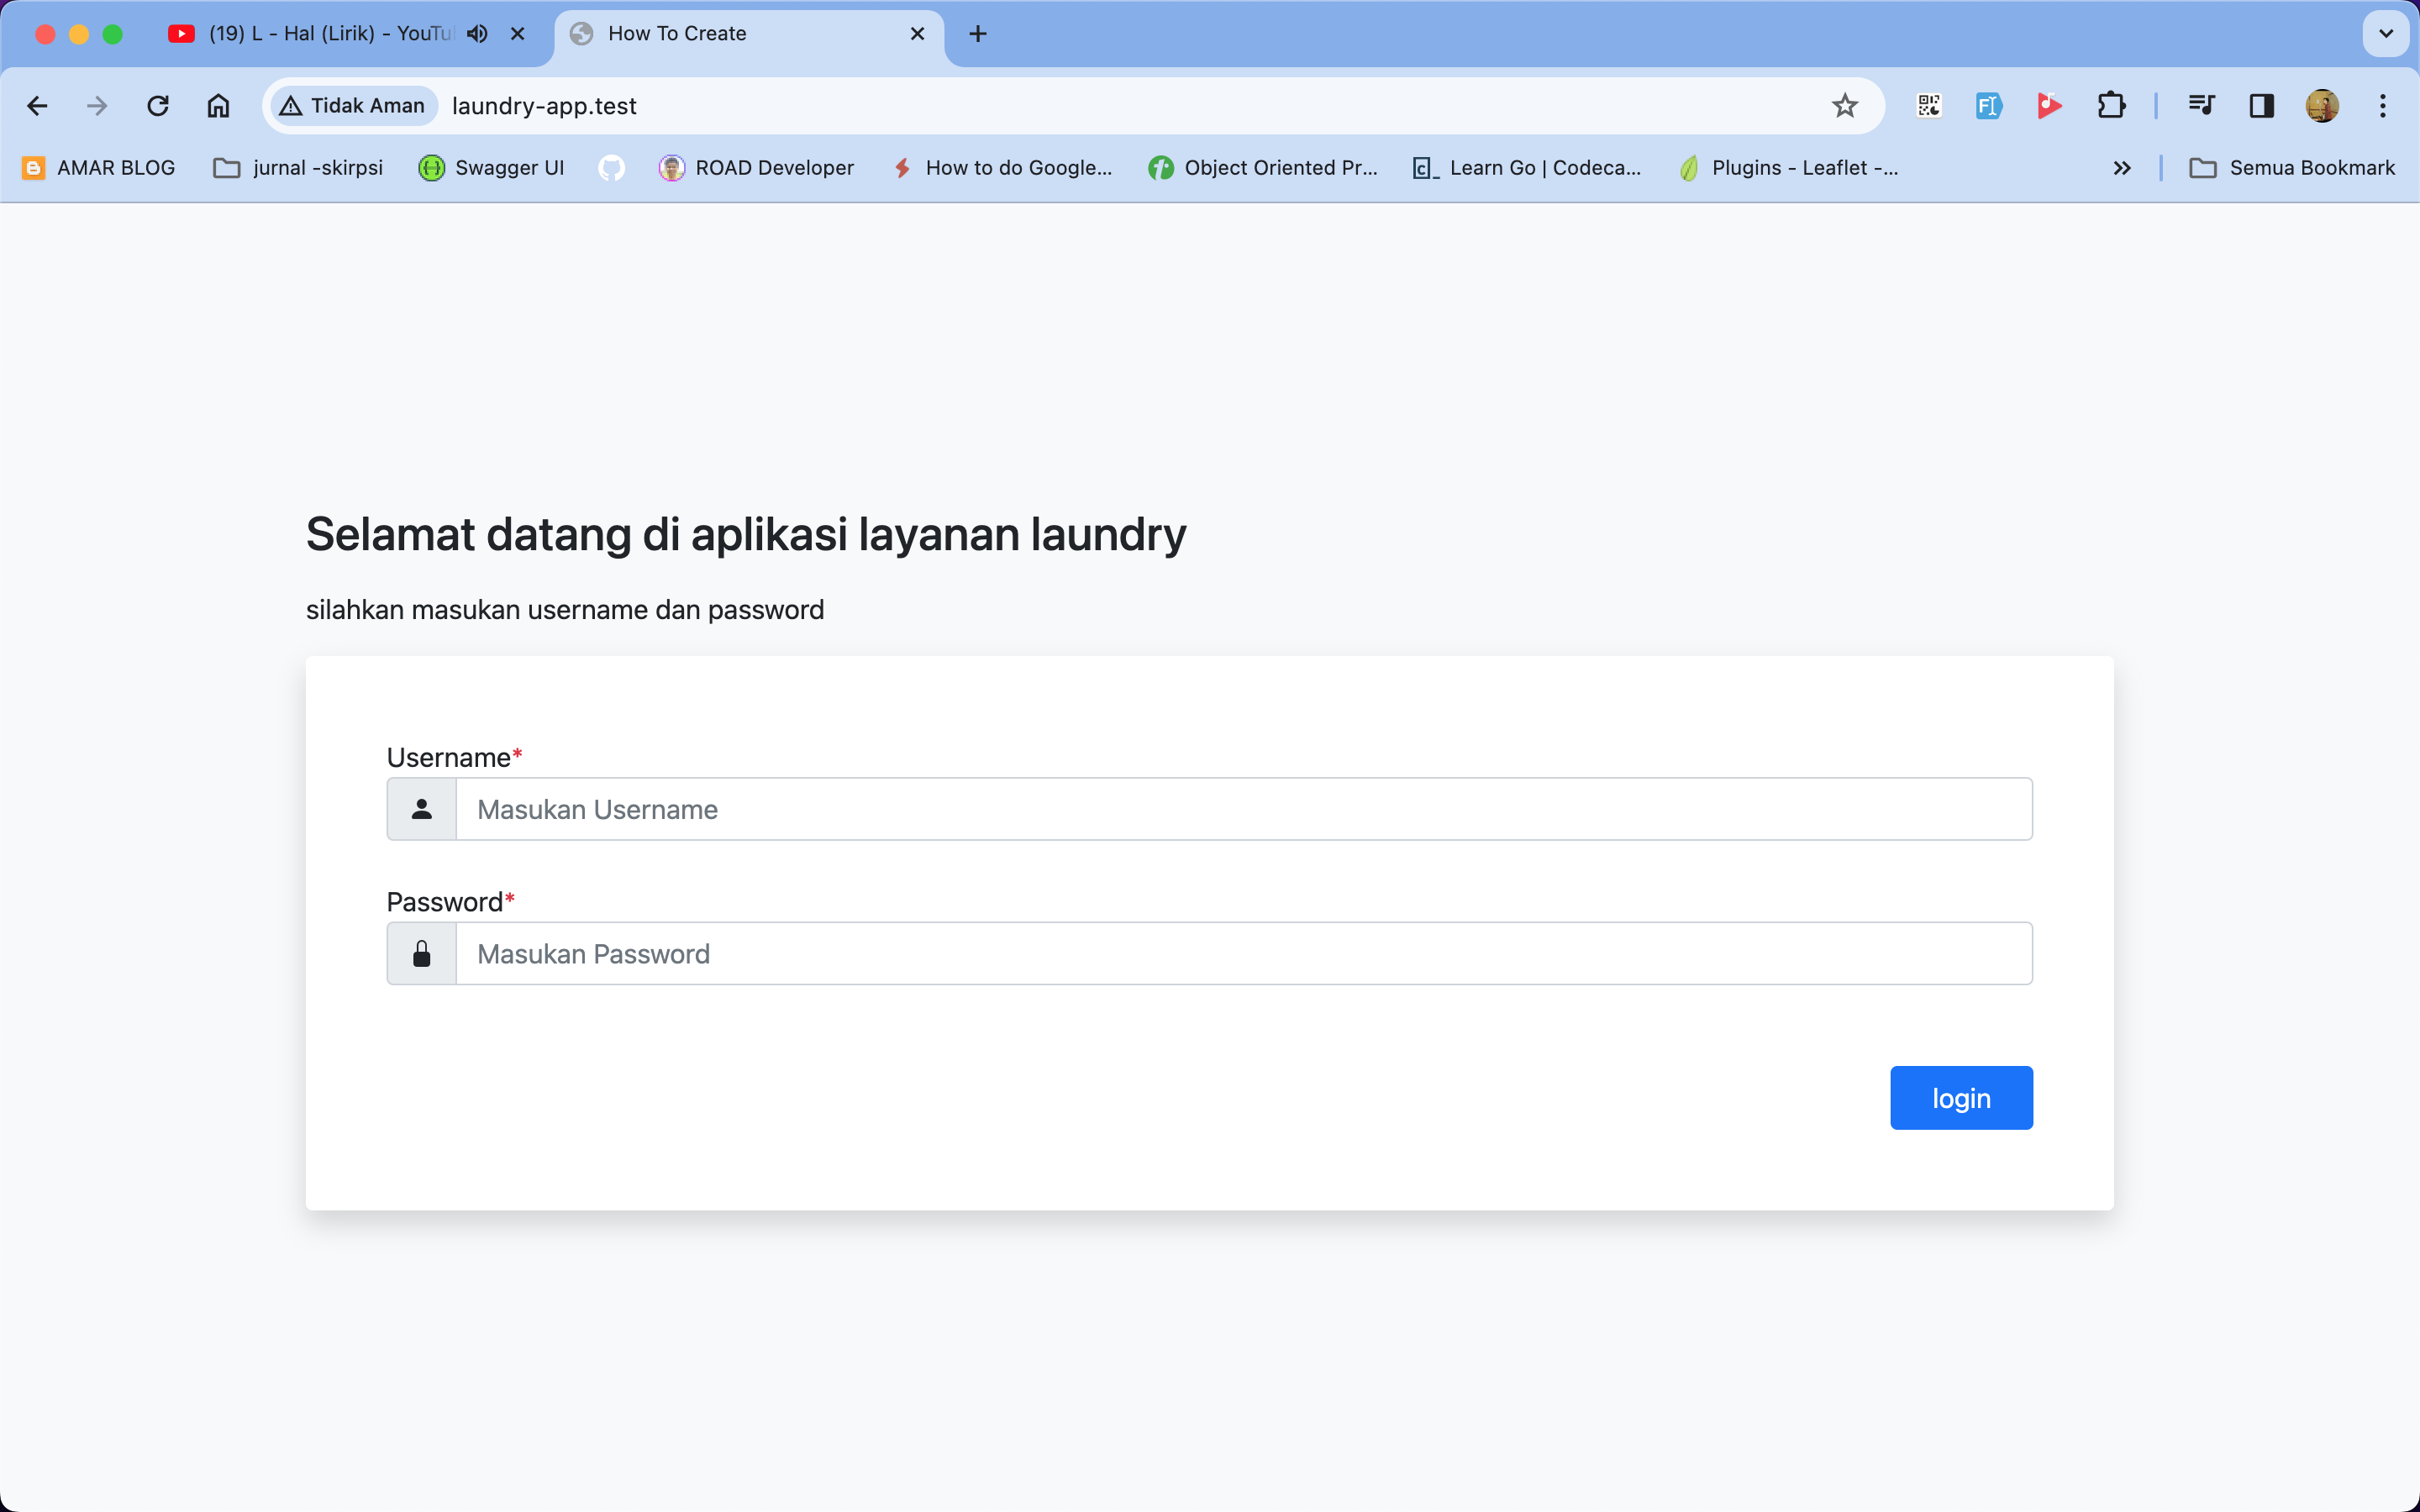 (19) L - Hal (Lirik) - YouTu
How To Create
Tidak Aman
laundry-app.test
AMAR BLOG
jurnal -skirpsi
Swagger UI
ROAD Developer
How to do Google...
Object Oriented Pr...
Learn Go | Codeca...
Plugins - Leaflet -...
Semua Bookmark
Selamat datang di aplikasi layanan laundry
silahkan masukan username dan password
Username*
Masukan Username
Password*
Masukan Password
login